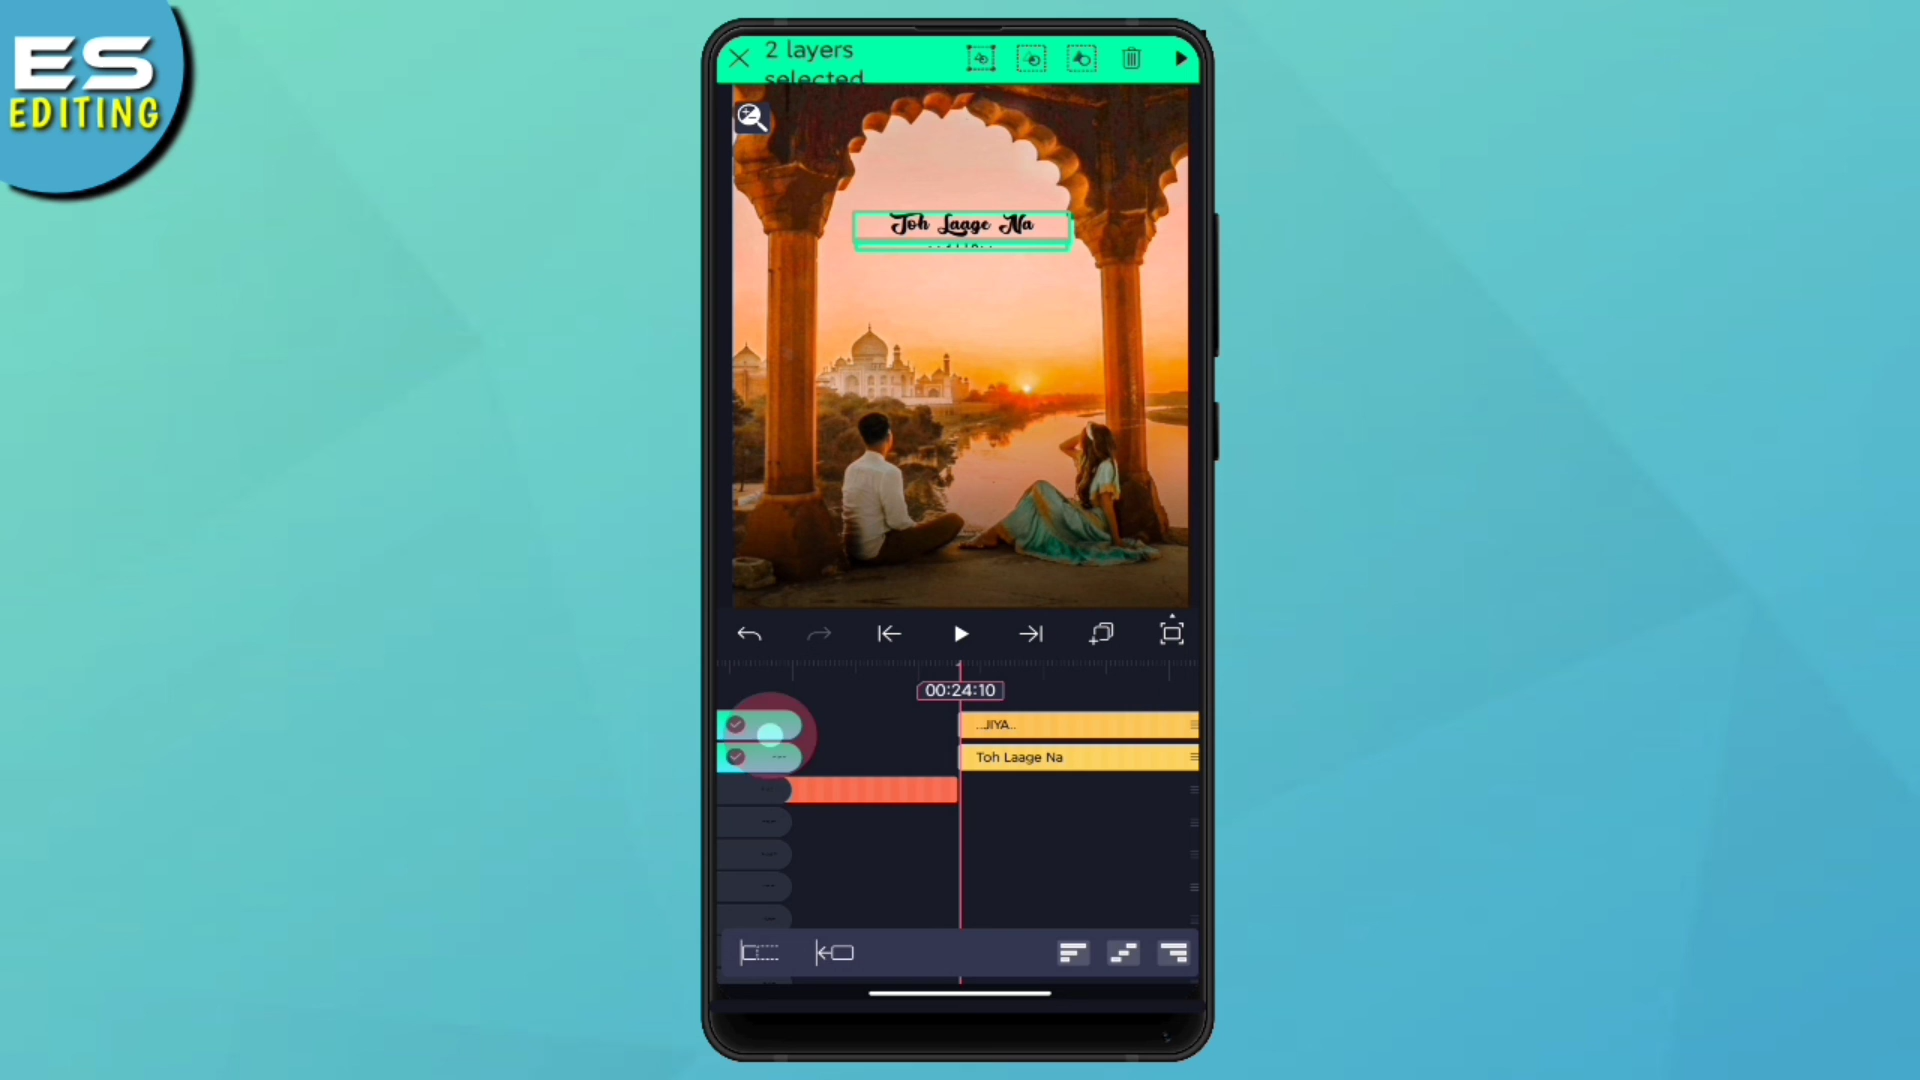 ES
EDITING
2 layers
selected
Toh Laage Na
00:24:10
..JIYA..
Toh Laage Na